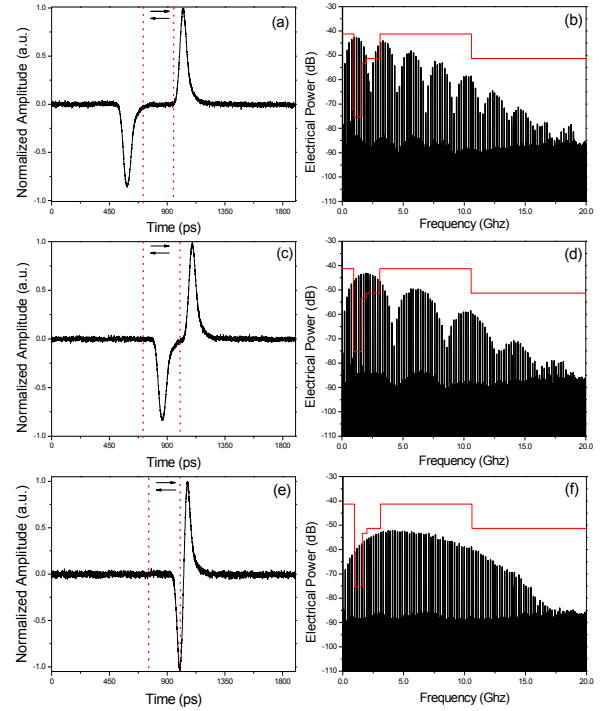 (a)
Normalized Amplitude (a.u.)
1.0
0.5
0.0
-0.5
-1.0
0 450 900 1350 1800
Time (ps)
(b)
Electrical Power (dB)
-30
-40
-50
-60
-70
-80
-90
-100
-110
0.0 5.0 10.0 15.0 20.0
Frequency (Ghz)
(c)
Normalized Amplitude (a.u.)
1.0
0.5
0.0
-0.5
-1.0
0 450 900 1350 1800
Time (ps)
(d)
Electrical Power (dB)
-30
-40
-50
-60
-70
-80
-90
-100
-110
0.0 5.0 10.0 15.0 20.0
Frequency (Ghz)
(e)
Normalized Amplitude (a.u.)
1.0
0.5
0.0
-0.5
-1.0
0 450 900 1350 1800
Time (ps)
(f)
Electrical Power (dB)
-30
-40
-50
-60
-70
-80
-90
-100
-110
0.0 5.0 10.0 15.0 20.0
Frequency (Ghz)